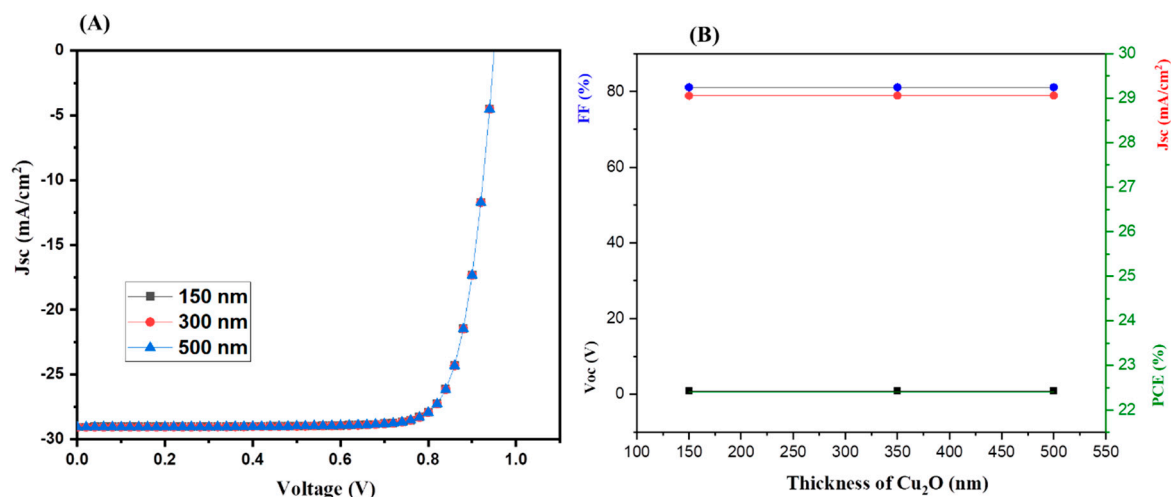 (A)
0
-5
-10
-15
-20
-25
-30
Jsc (mA/cm²)
150 nm
300 nm
500 nm
0.0 0.2 0.4 0.6 0.8 1.0
Voltage (V)
(B)
FF (%)
Voc (V)
80
60
40
20
0
30
29
28
27
26
25
24
23
22
Jsc (mA/cm²)
PCE (%)
100 150 200 250 300 350 400 450 500 550
Thickness of Cu₂O (nm)